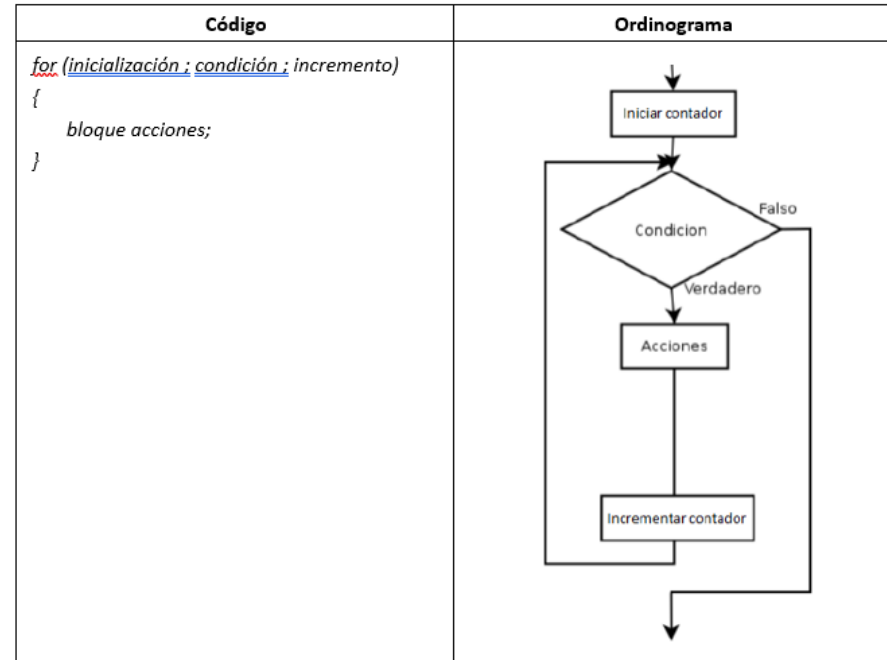 Código
Ordinograma
for (inicialización ; condición ; incremento)
{
bloque acciones;
}
Iniciar contador
Condicion
Falso
Verdadero
Acciones
Incrementar contador